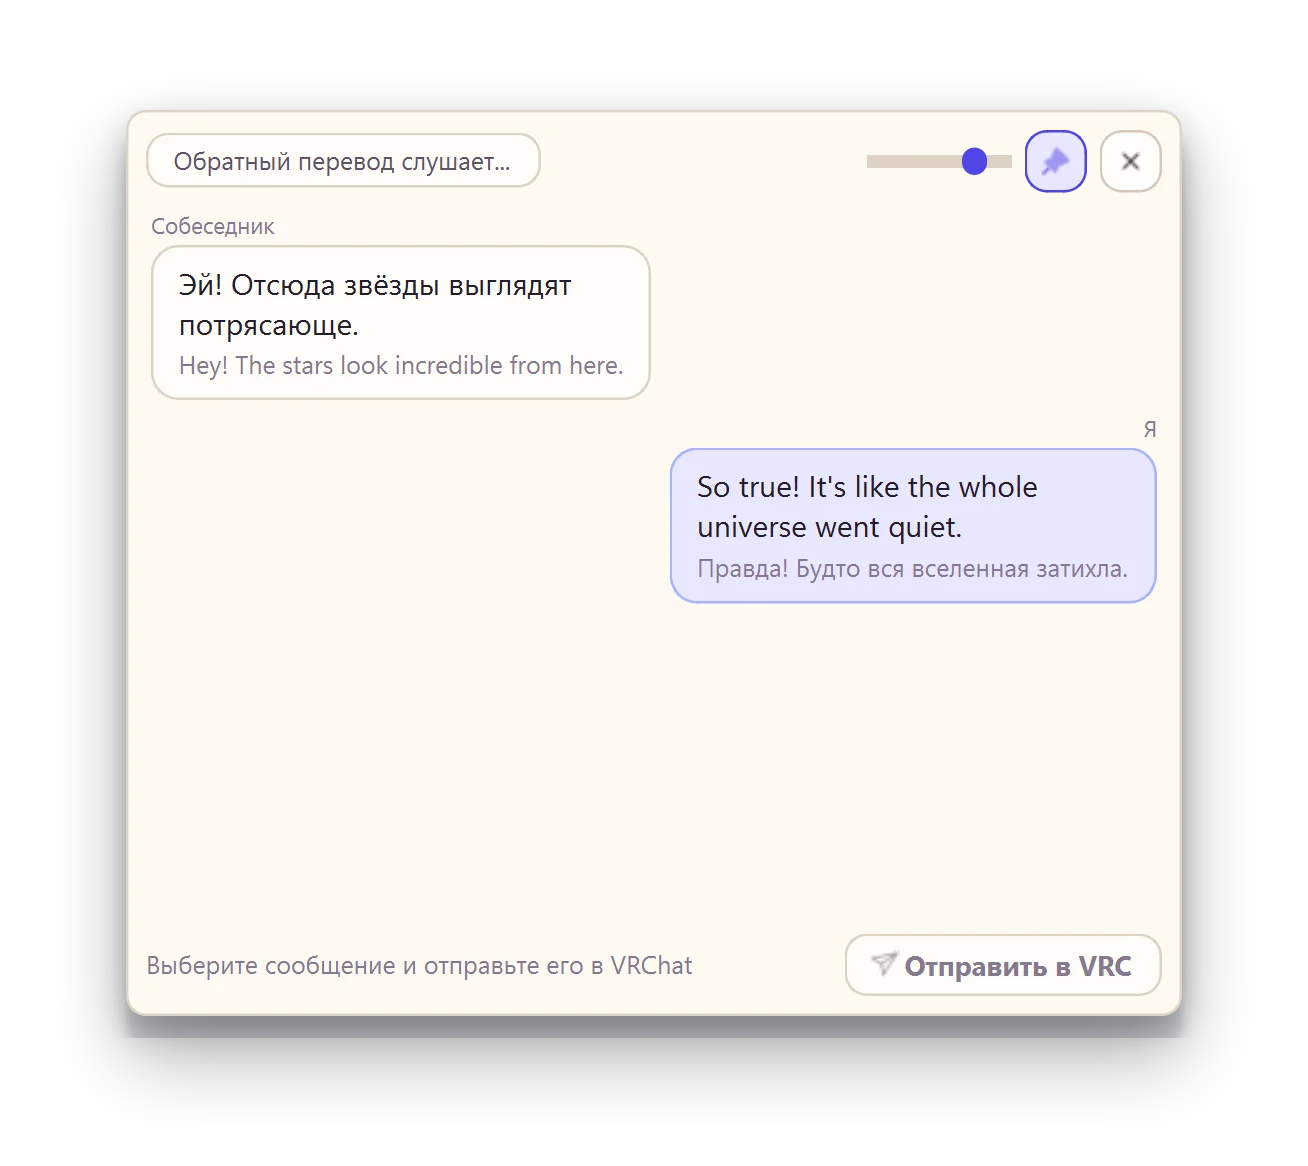 Обратный перевод слушает...
Собеседник
Эй! Отсюда звёзды выглядят
потрясающе.
Hey! The stars look incredible from here.
Я
So true! It's like the whole
universe went quiet.
Правда! Будто вся вселенная затихла.
Выберите сообщение и отправьте его в VRChat
Отправить в VRC